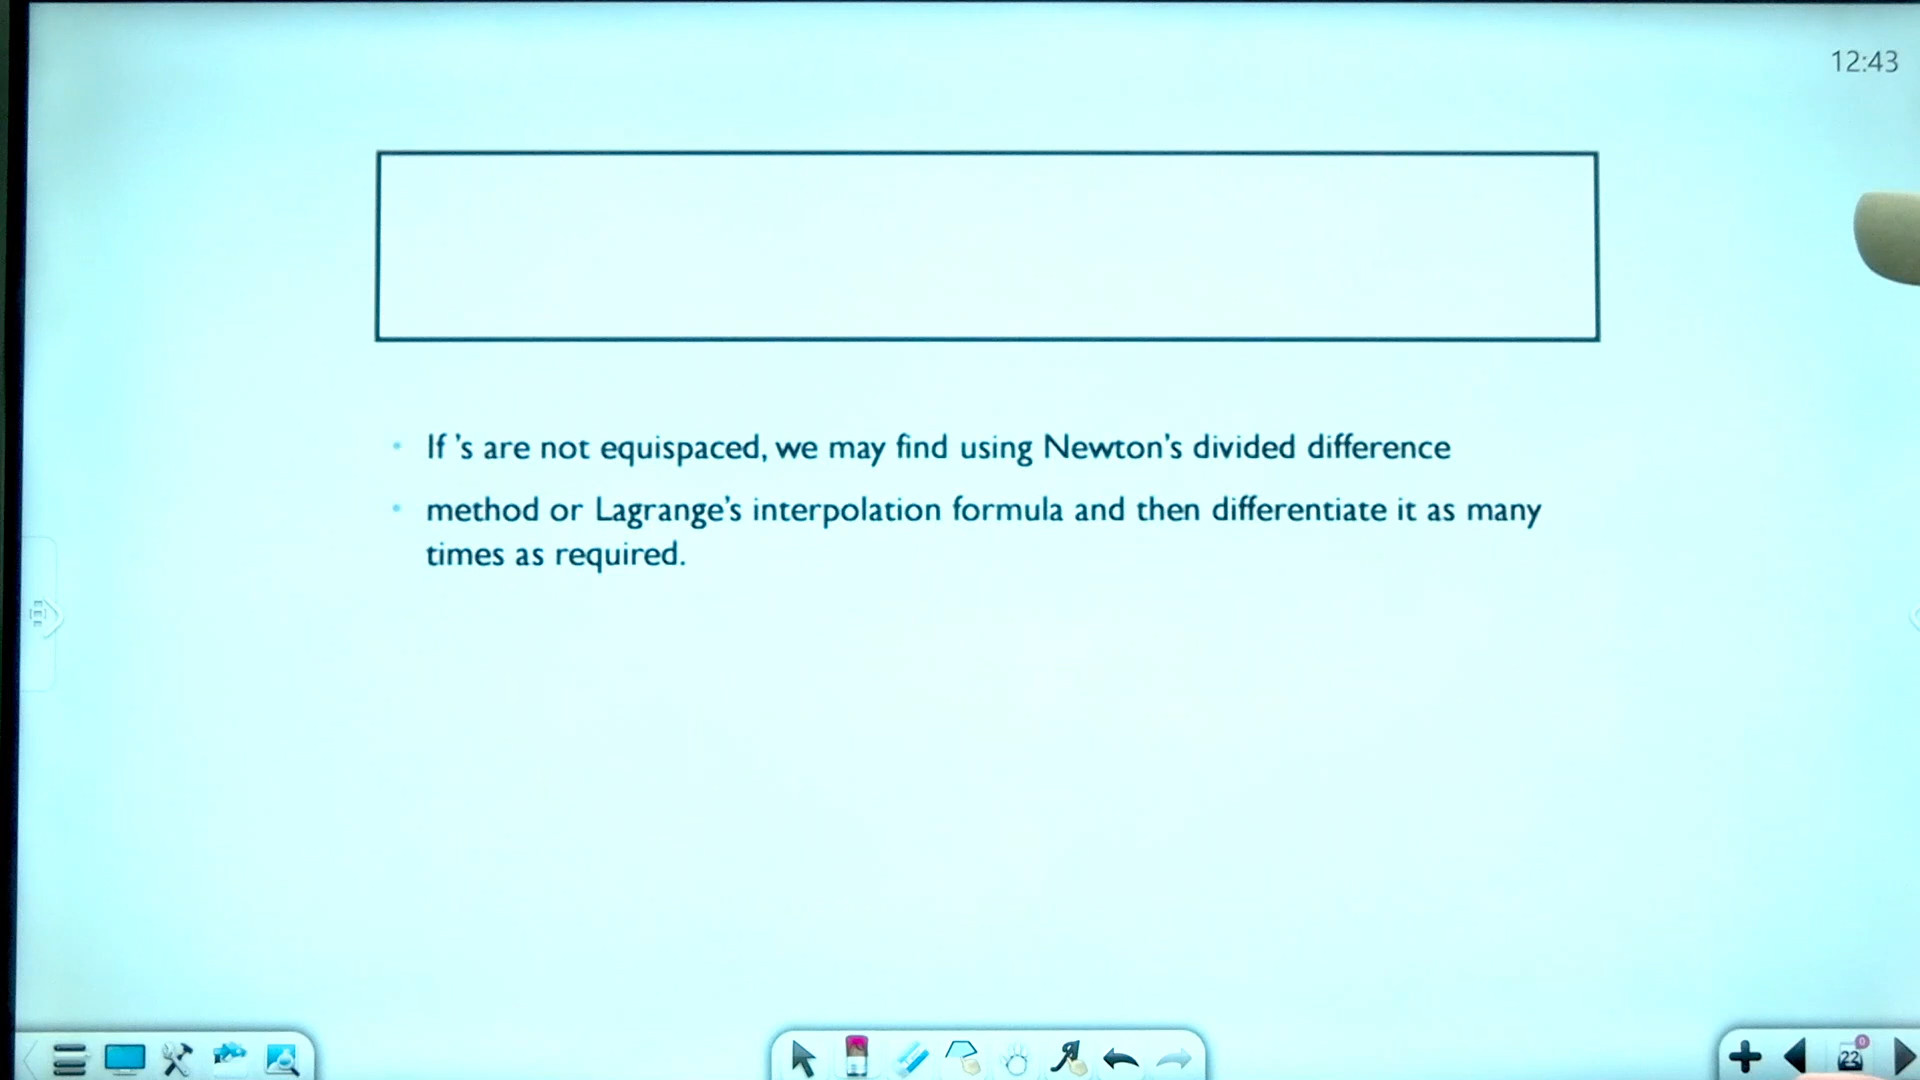 12:43
If 's are not equispaced, we may find using Newton's divided difference
method or Lagrange's interpolation formula and then differentiate it as many
times as required.
22
0